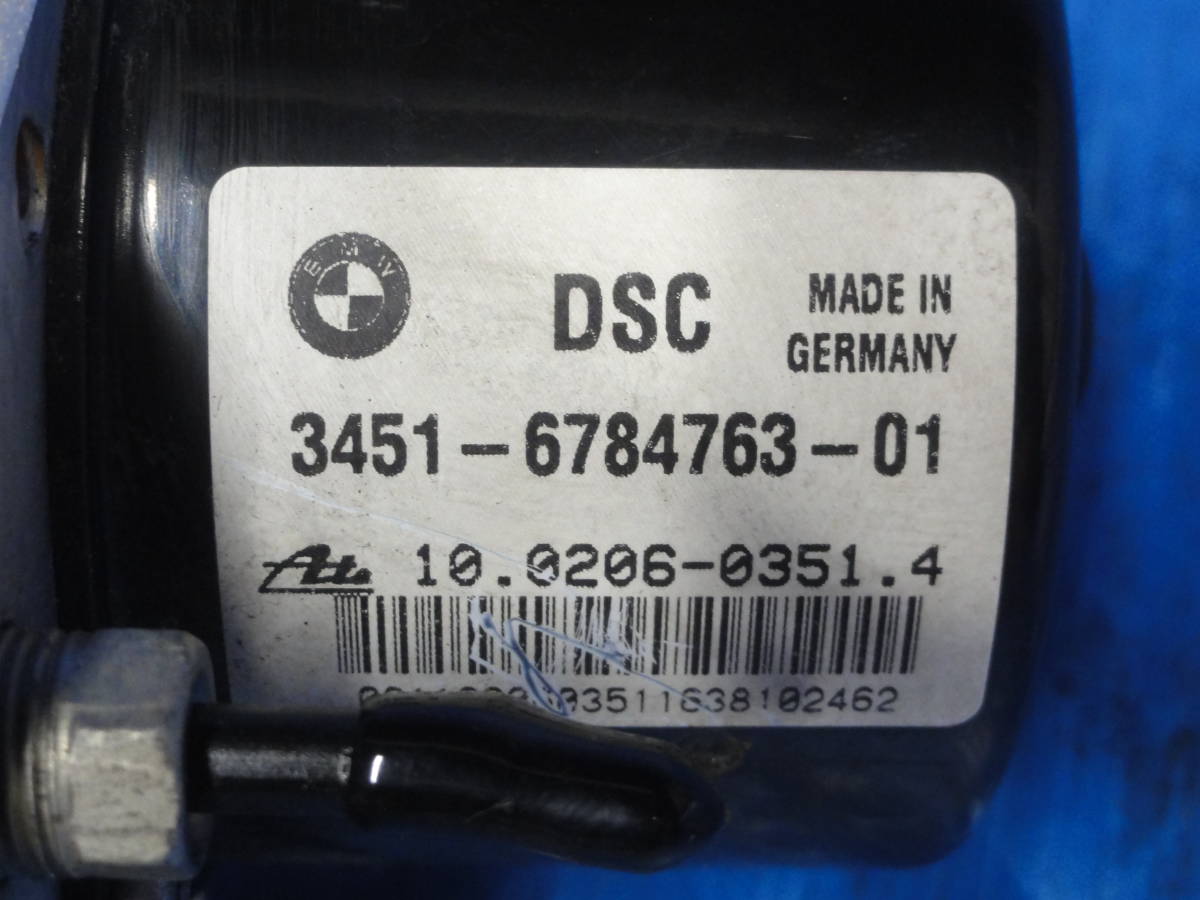 BMW
DSC
MADE IN
GERMANY
3451-6784763-01
Ate 10.0206-0351.4